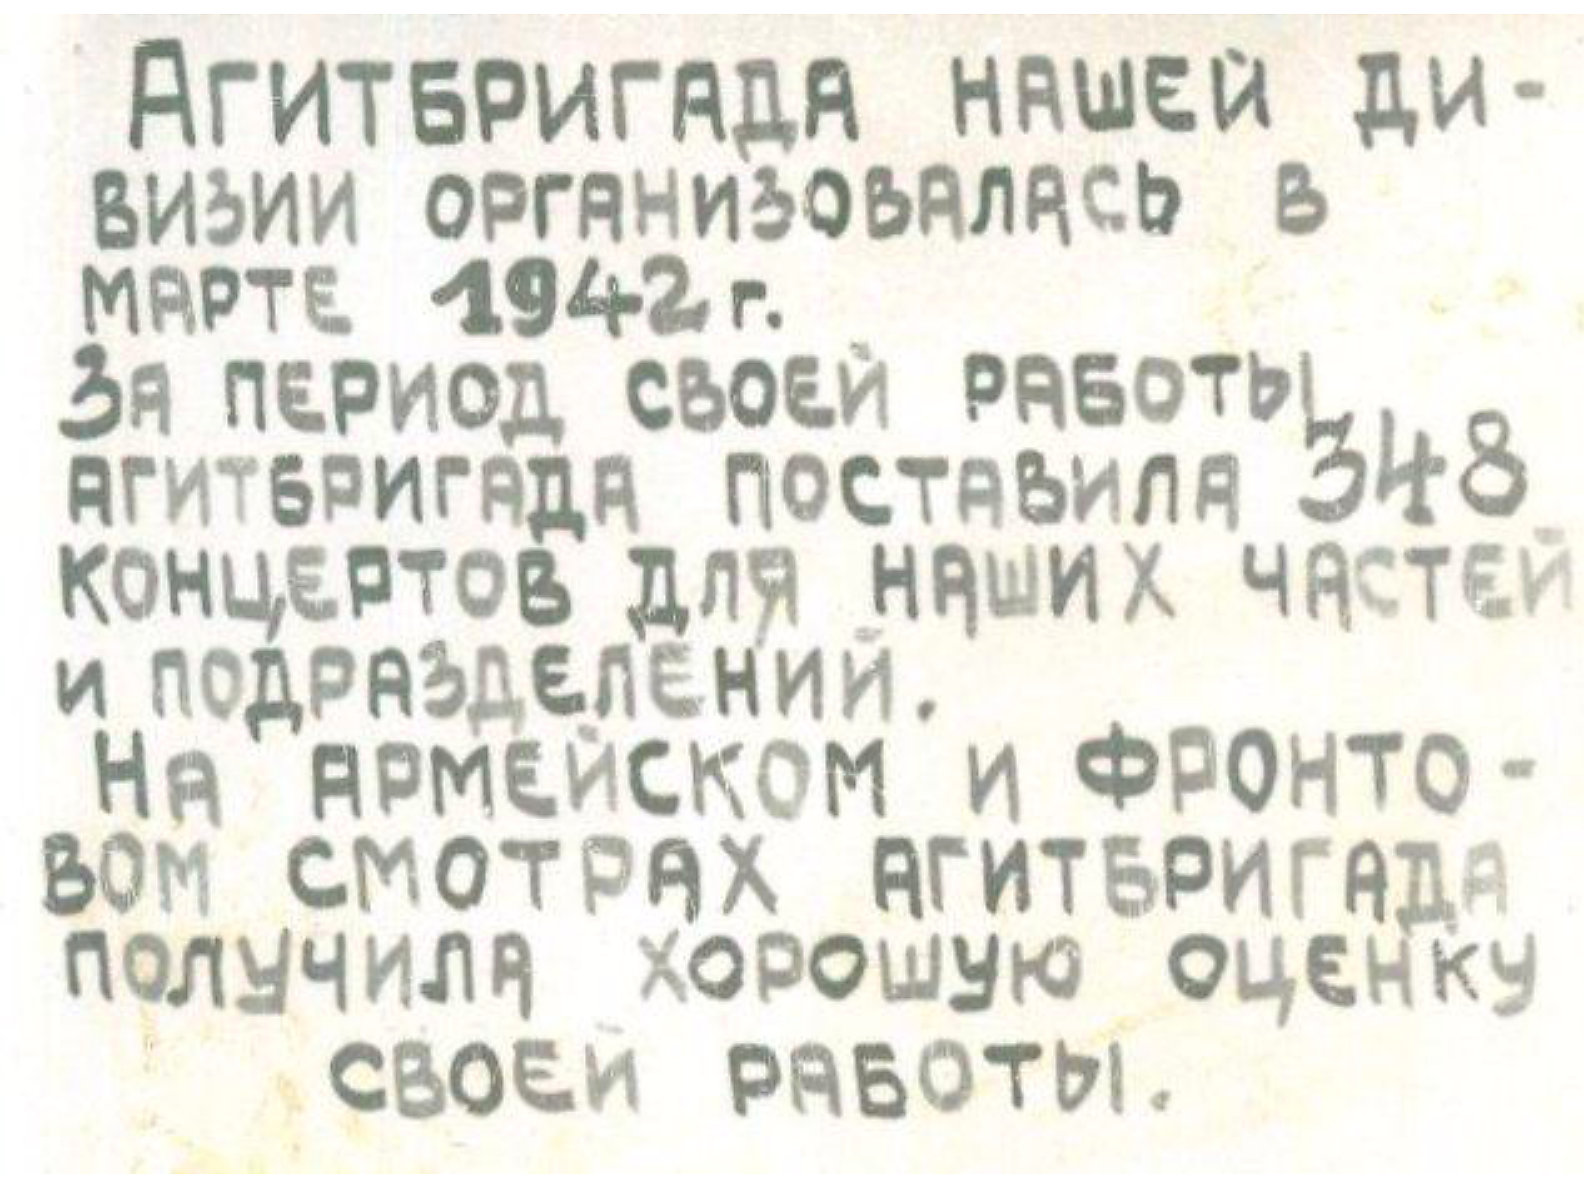 Агитбригада нашей ди-
визии организовалась в
марте 1942 г.
За период своей работы
агитбригада поставила 348
концертов для наших частей
и подразделений.
На армейском и фронто-
вом смотрах агитбригада
получила хорошую оценку
своей работы.